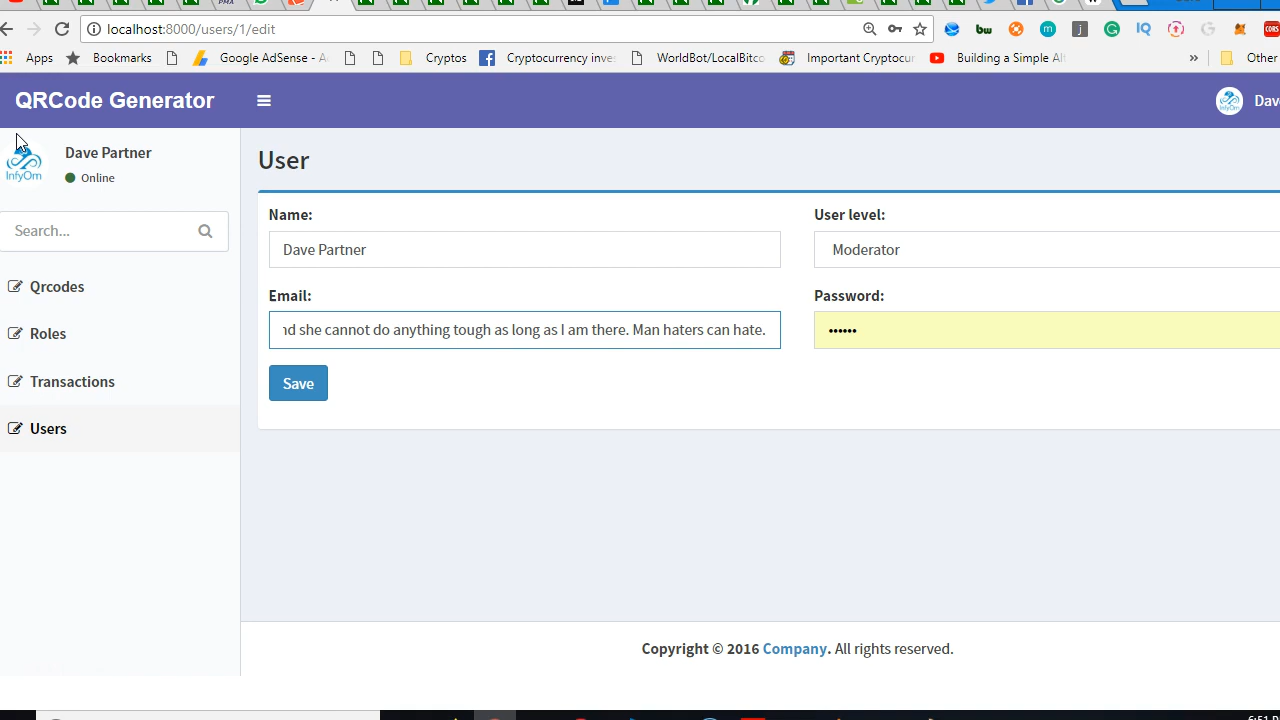 localhost:8000/users/1/edit
Apps Bookmarks Google AdSense - Cryptos Cryptocurrency inve WorldBot-LocalBitco Important Cryptocur Building a Simple » Other
QRCode Generator
Dave Partner
Online
InfyOm
Search...
Qrcodes
Roles
Transactions
Users
User
Name:
Dave Partner
User level:
Moderator
Email:
she cannot do anything tough as long as I am there. Man haters can hate.
Password:
••••••
Save
Copyright © 2016 Company. All rights reserved.